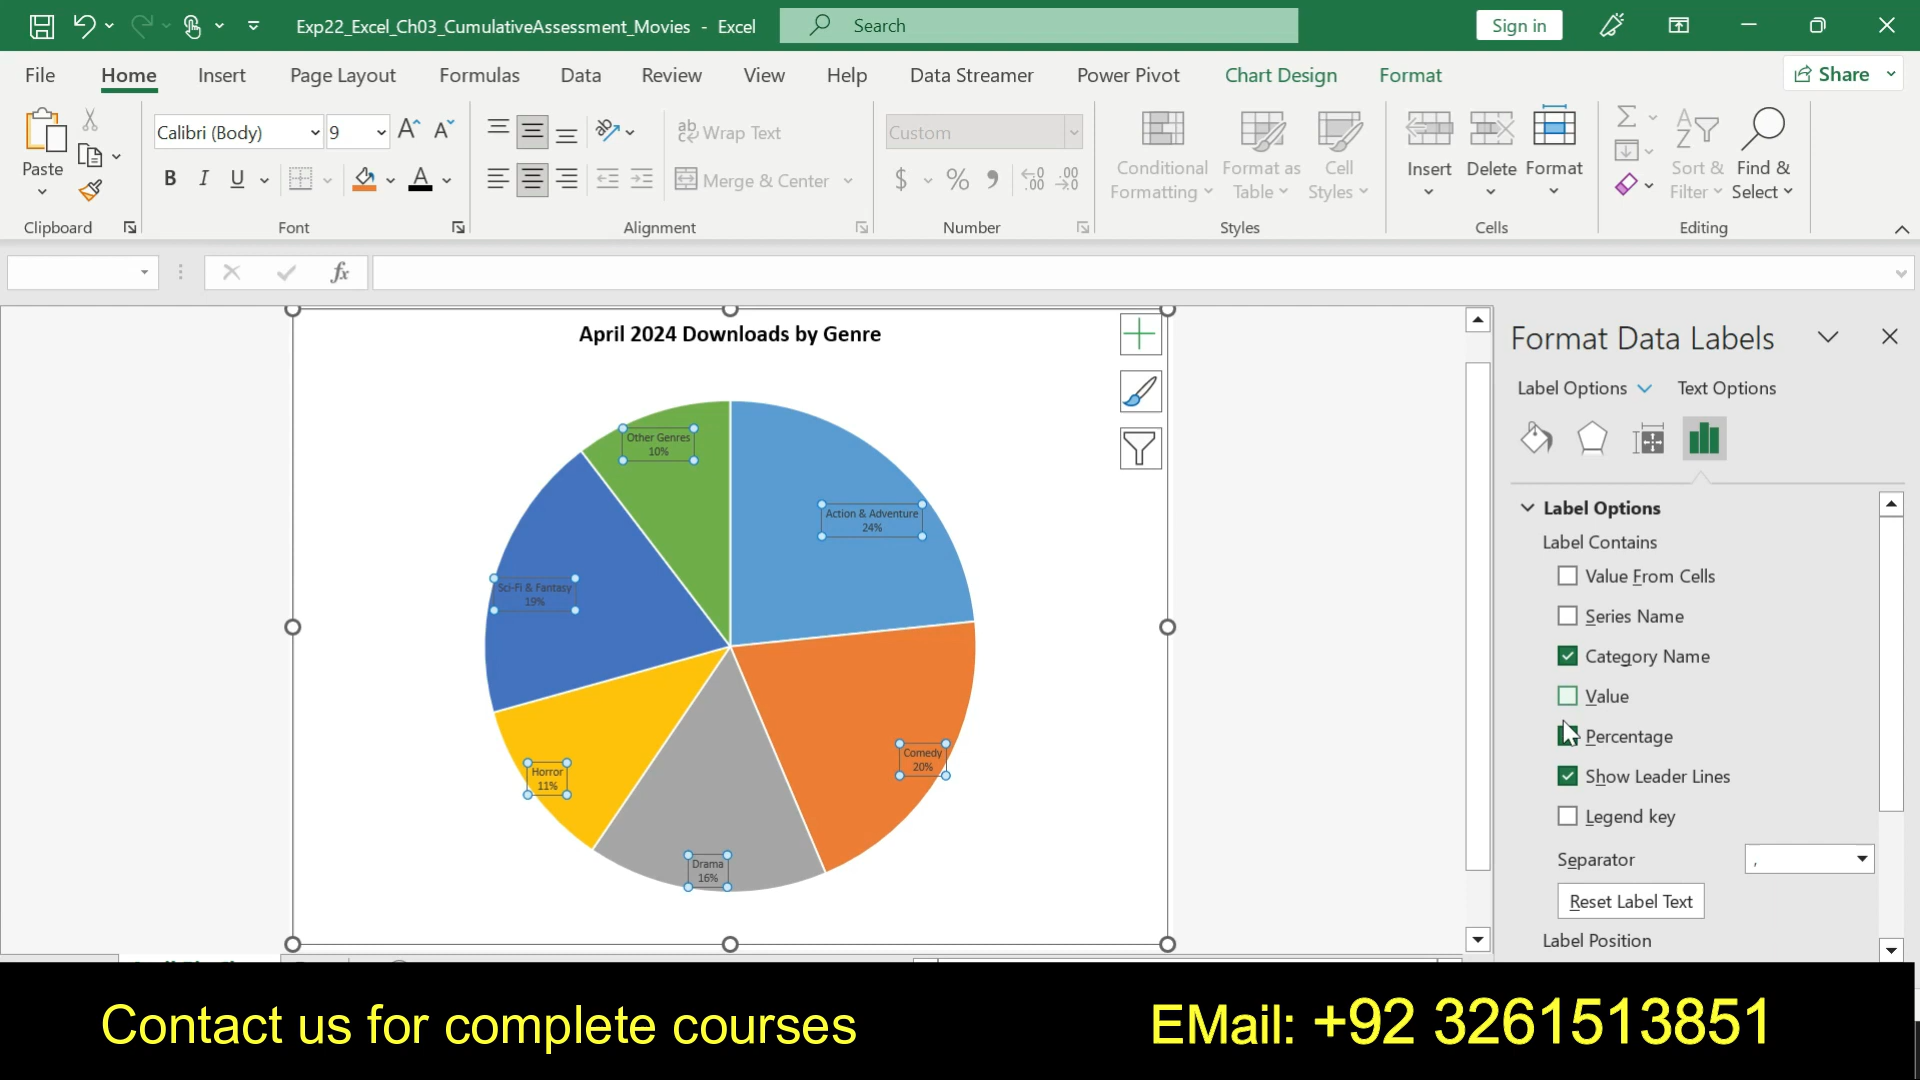 Exp22_Excel_Ch03_CumulativeAssessment_Movies - Excel
Search
Sign in
File Home Insert Page Layout Formulas Data Review View Help Data Streamer Power Pivot Chart Design Format
Share
Paste
Clipboard
Calibri (Body) 9
B I U A
Font
Wrap Text
Merge & Center
Alignment
Custom
$ % 9
Number
Conditional Formatting
Format as Table
Cell Styles
Styles
Insert Delete Format
Cells
Sort & Filter
Find & Select
Editing
fx
April 2024 Downloads by Genre
Other Genres
10%
Action & Adventure
24%
Sci-Fi & Fantasy
19%
Comedy
20%
Horror
11%
Drama
16%
Format Data Labels
Label Options Text Options
Label Options
Label Contains
Value From Cells
Series Name
Category Name
Value
Percentage
Show Leader Lines
Legend key
Separator ,
Reset Label Text
Label Position
Contact us for complete courses
EMail: +92 3261513851